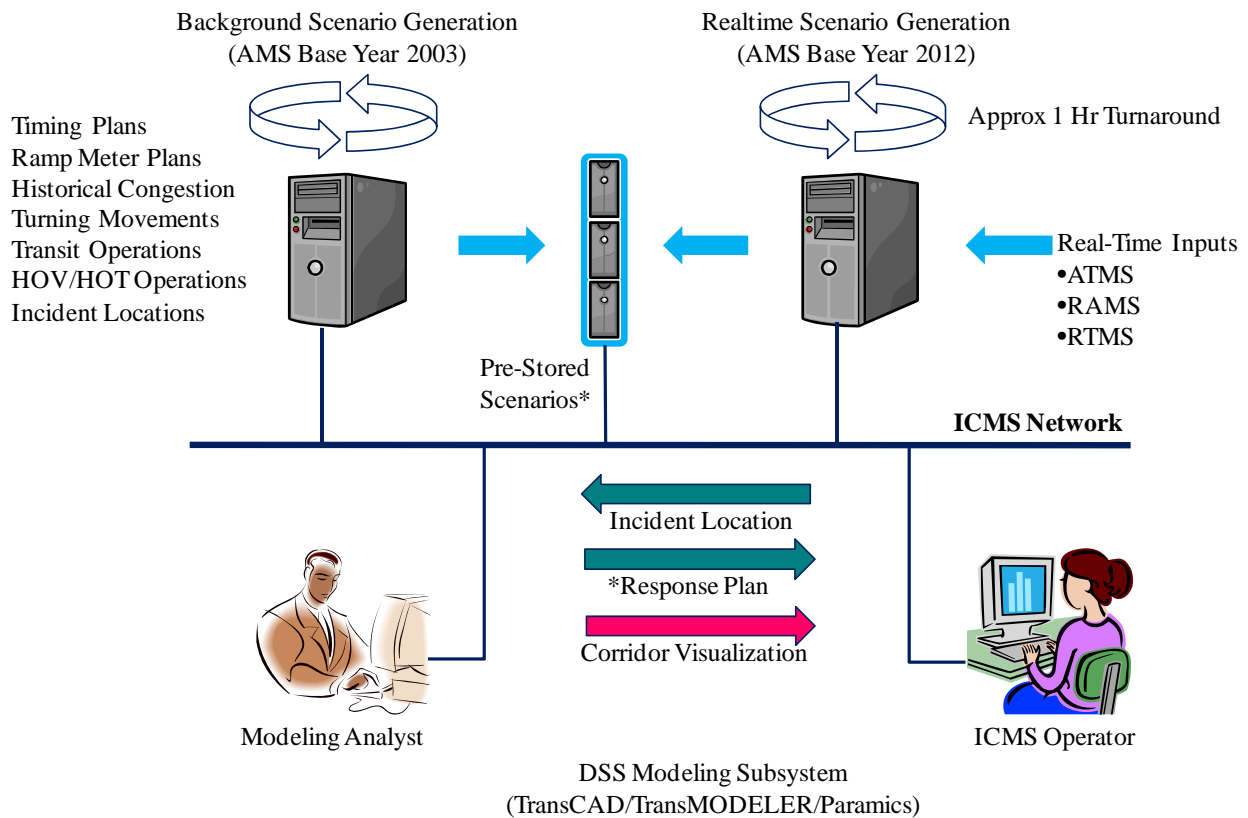 Background Scenario Generation
(AMS Base Year 2003)
Realtime Scenario Generation
(AMS Base Year 2012)
Timing Plans
Ramp Meter Plans
Historical Congestion
Turning Movements
Transit Operations
HOV/HOT Operations
Incident Locations
Approx 1 Hr Turnaround
Real-Time Inputs
•ATMS
•RAMS
•RTMS
Pre-Stored
Scenarios*
ICMS Network
Incident Location
*Response Plan
Corridor Visualization
Modeling Analyst
ICMS Operator
DSS Modeling Subsystem
(TransCAD/TransMODELER/Paramics)